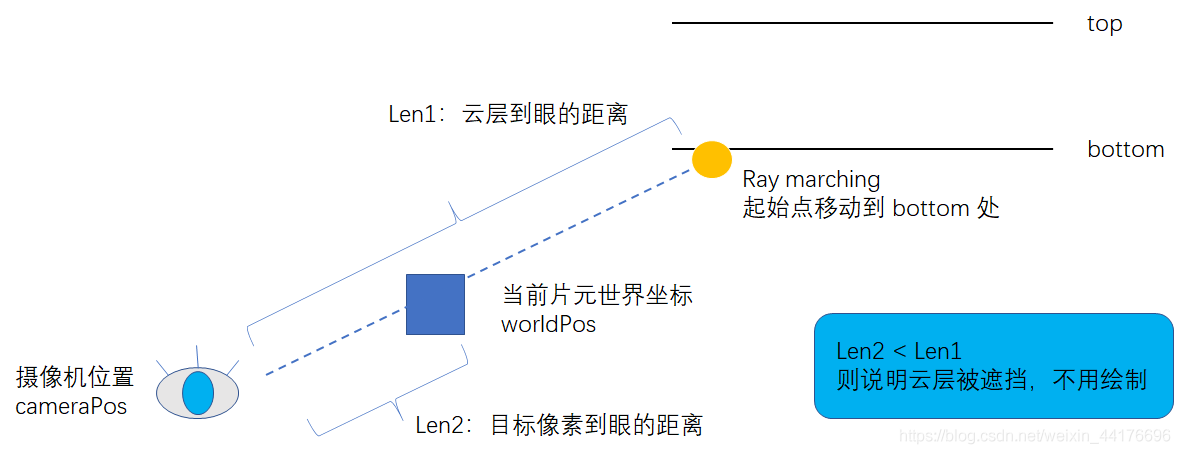 top
Len1：云层到眼的距离
bottom
Ray marching
起始点移动到 bottom 处
当前片元世界坐标
worldPos
Len2 < Len1
则说明云层被遮挡，不用绘制
摄像机位置
cameraPos
Len2：目标像素到眼的距离
https://blog.csdn.net/weixin_44176696